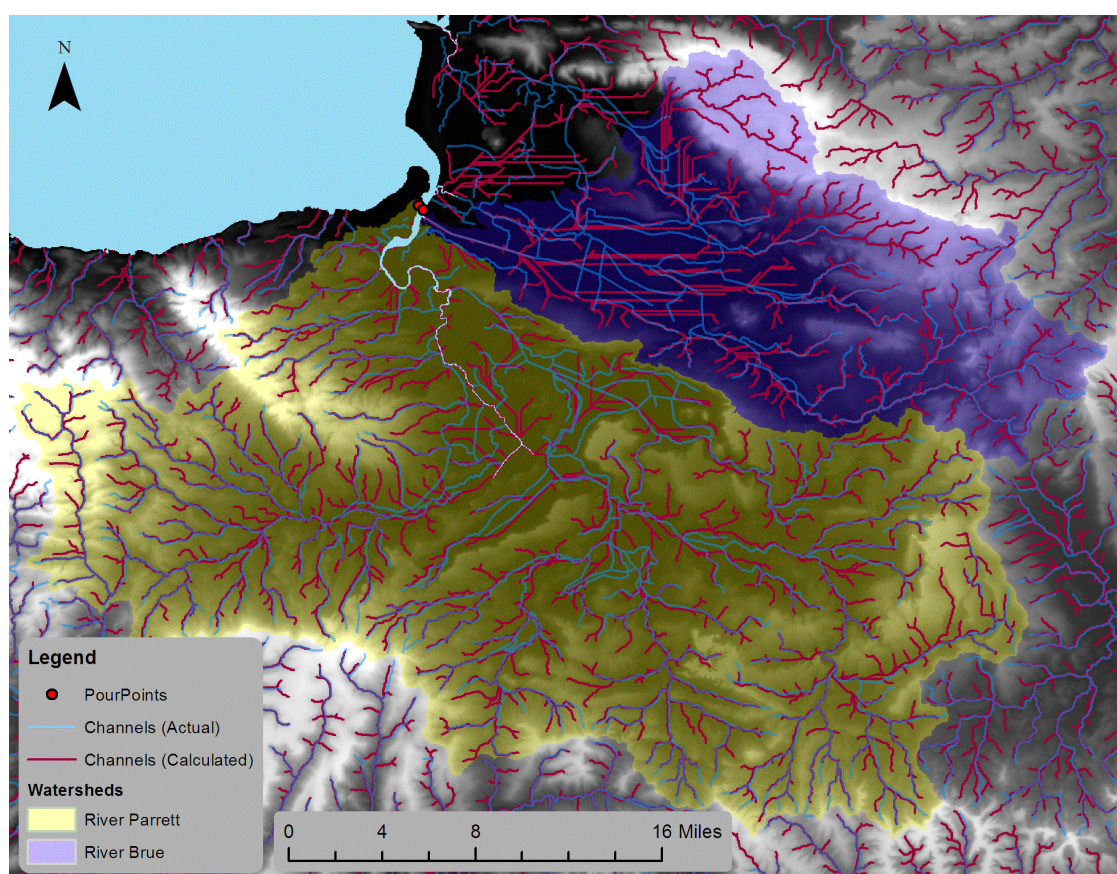 N
Legend
PourPoints
Channels (Actual)
Channels (Calculated)
Watersheds
River Parrett
River Brue
0 4 8 16 Miles